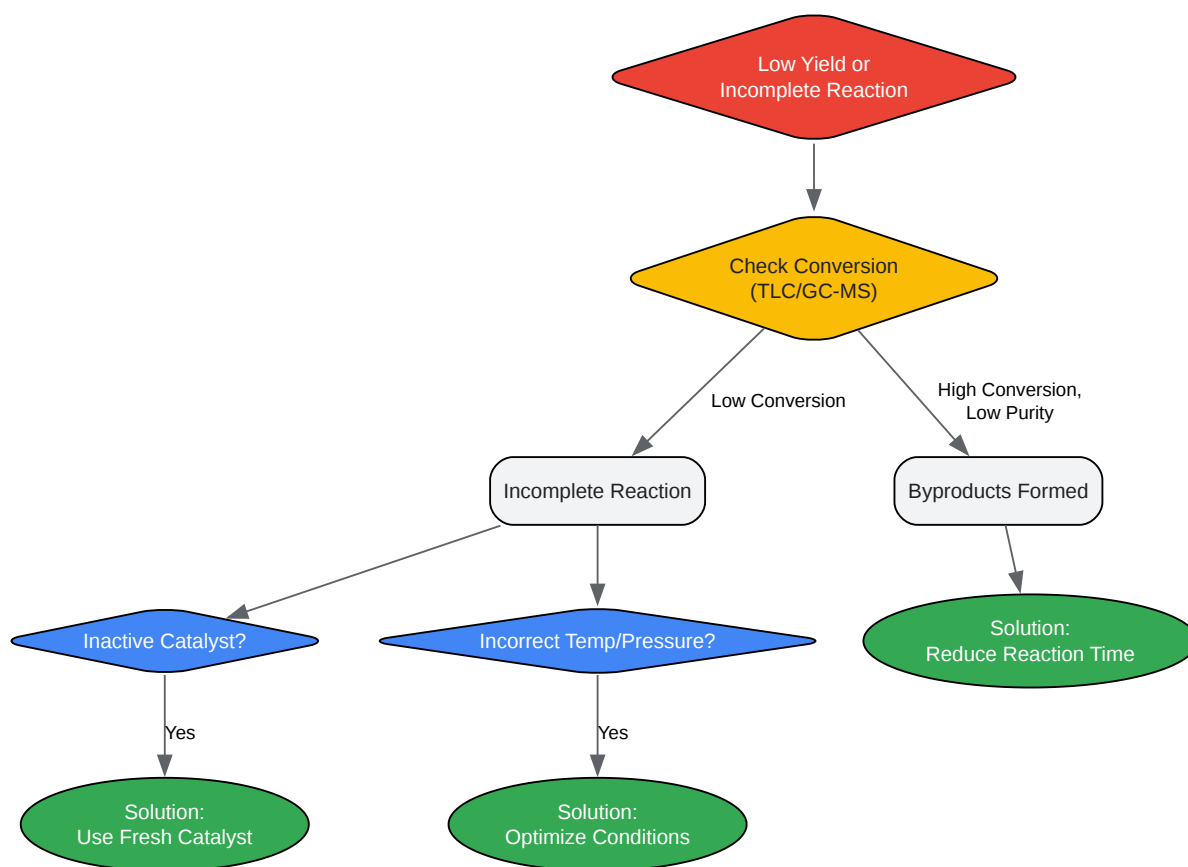 Low Yield or
Incomplete Reaction
Check Conversion
(TLC/GC-MS)
Low Conversion
High Conversion,
Low Purity
Incomplete Reaction
Byproducts Formed
Inactive Catalyst?
Incorrect Temp/Pressure?
Solution:
Reduce Reaction Time
Yes
Yes
Solution:
Use Fresh Catalyst
Solution:
Optimize Conditions